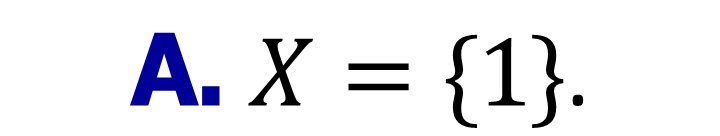 A. X = {1}.